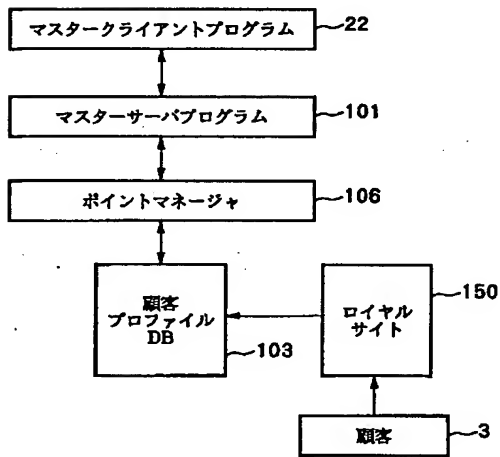 マスタークライアントプログラム
22
マスターサーバプログラム
101
ポイントマネージャ
106
顧客
プロファイル
DB
103
ロイヤル
サイト
150
顧客
3